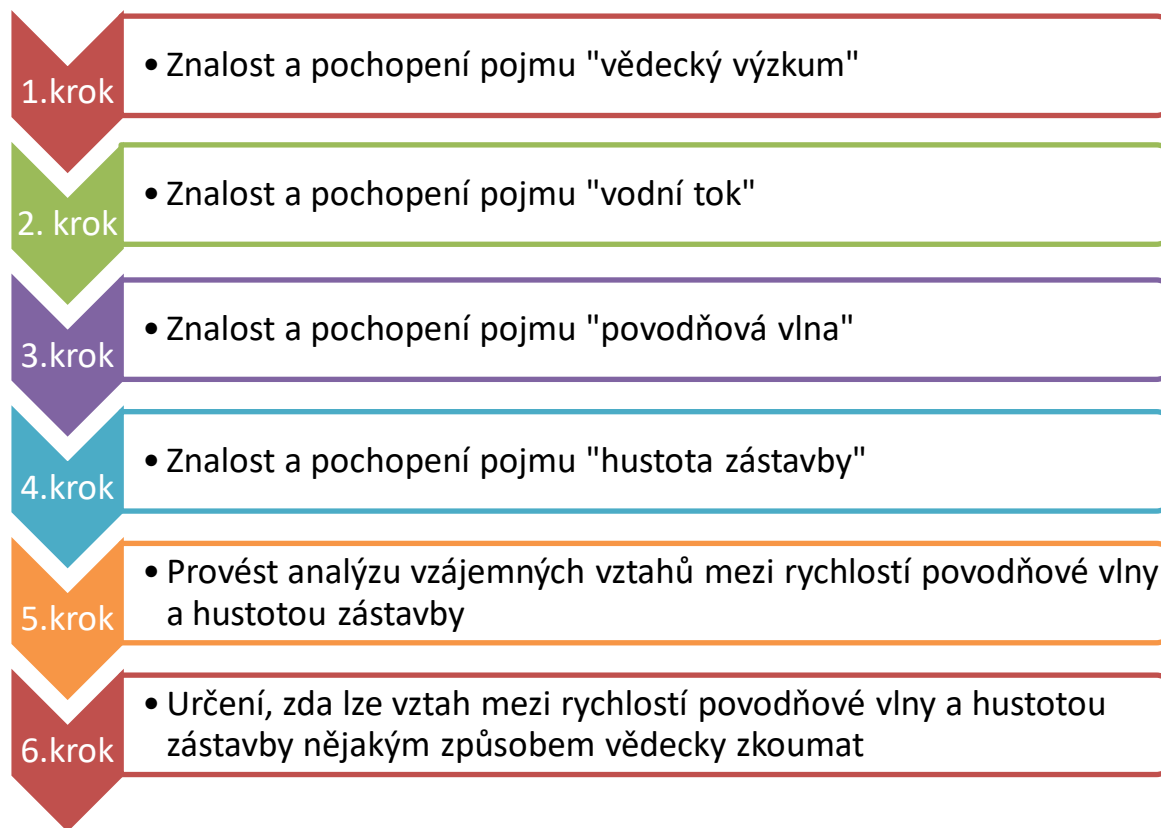 1.krok
• Znalost a pochopení pojmu "vědecký výzkum"
2. krok
• Znalost a pochopení pojmu "vodní tok"
3.krok
• Znalost a pochopení pojmu "povodňová vlna"
4.krok
• Znalost a pochopení pojmu "hustota zástavby"
5.krok
• Provést analýzu vzájemných vztahů mezi rychlostí povodňové vlny
a hustotou zástavby
6.krok
• Určení, zda lze vztah mezi rychlostí povodňové vlny a hustotou
zástavby nějakým způsobem vědecky zkoumat